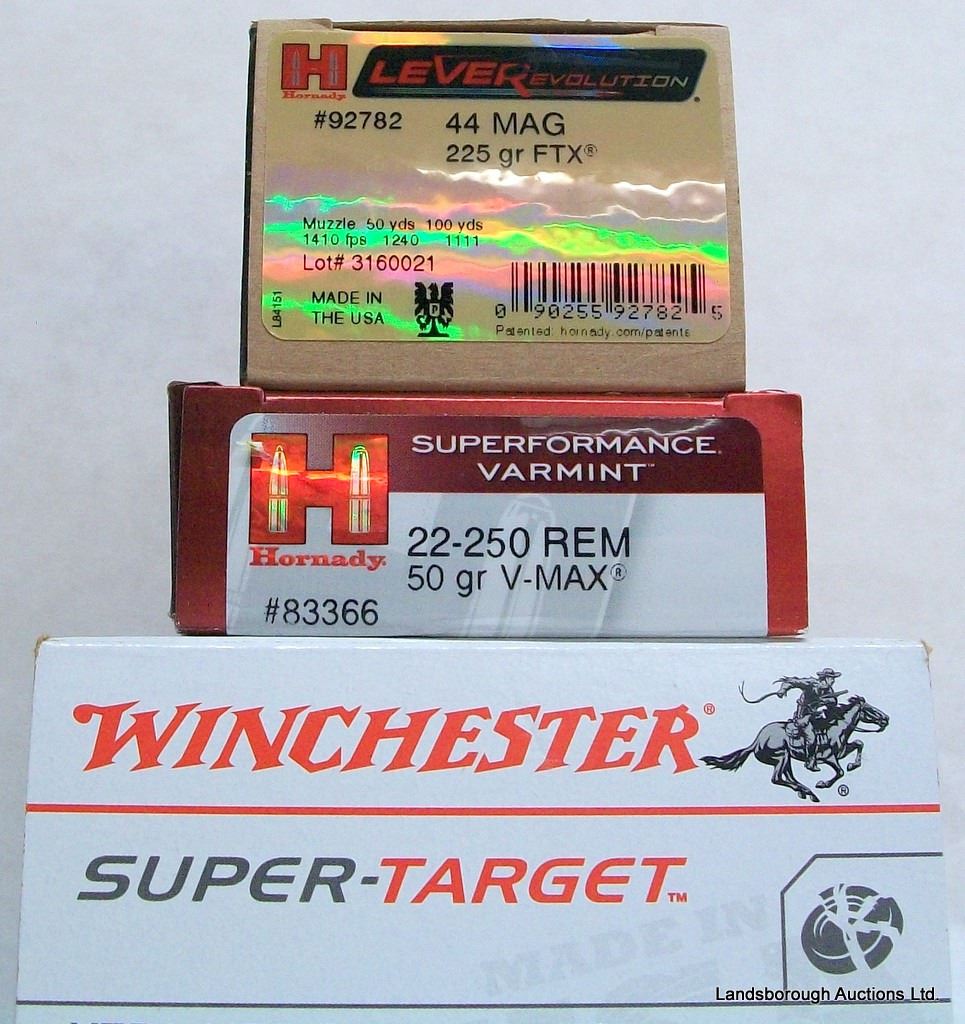 H
Hornady
LEVERevolution®
#92782 44 MAG
225 gr FTX®
Muzzle 50 yds 100 yds
1410 fps 1240 1111
Lot# 3160021
L84151
MADE IN
THE USA
0 90255 92782 5
Patented: hornady.com/patents
H
Hornady®
SUPERFORMANCE®
VARMINT™
22-250 REM
50 gr V-MAX®
#83366
WINCHESTER®
®
SUPER-TARGET™
MADE IN
Landsborough Auctions Ltd.